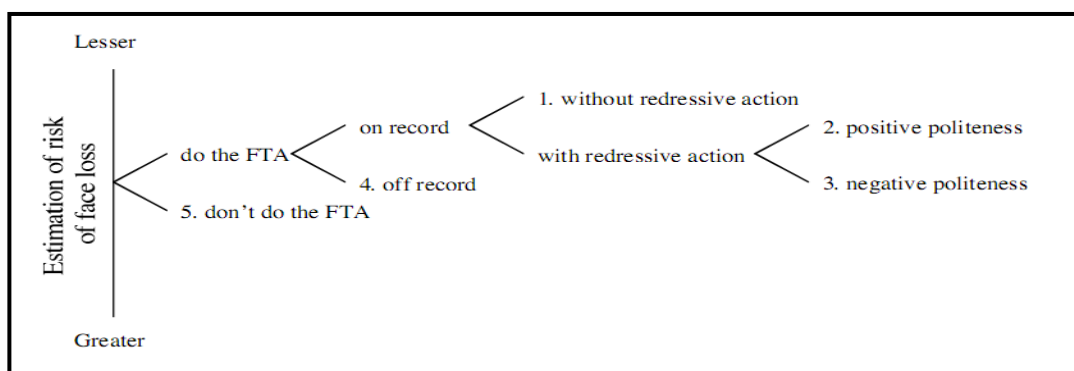 Lesser
Estimation of risk
of face loss
1. without redressive action
on record
2. positive politeness
do the FTA
with redressive action
4. off record
3. negative politeness
5. don't do the FTA
Greater